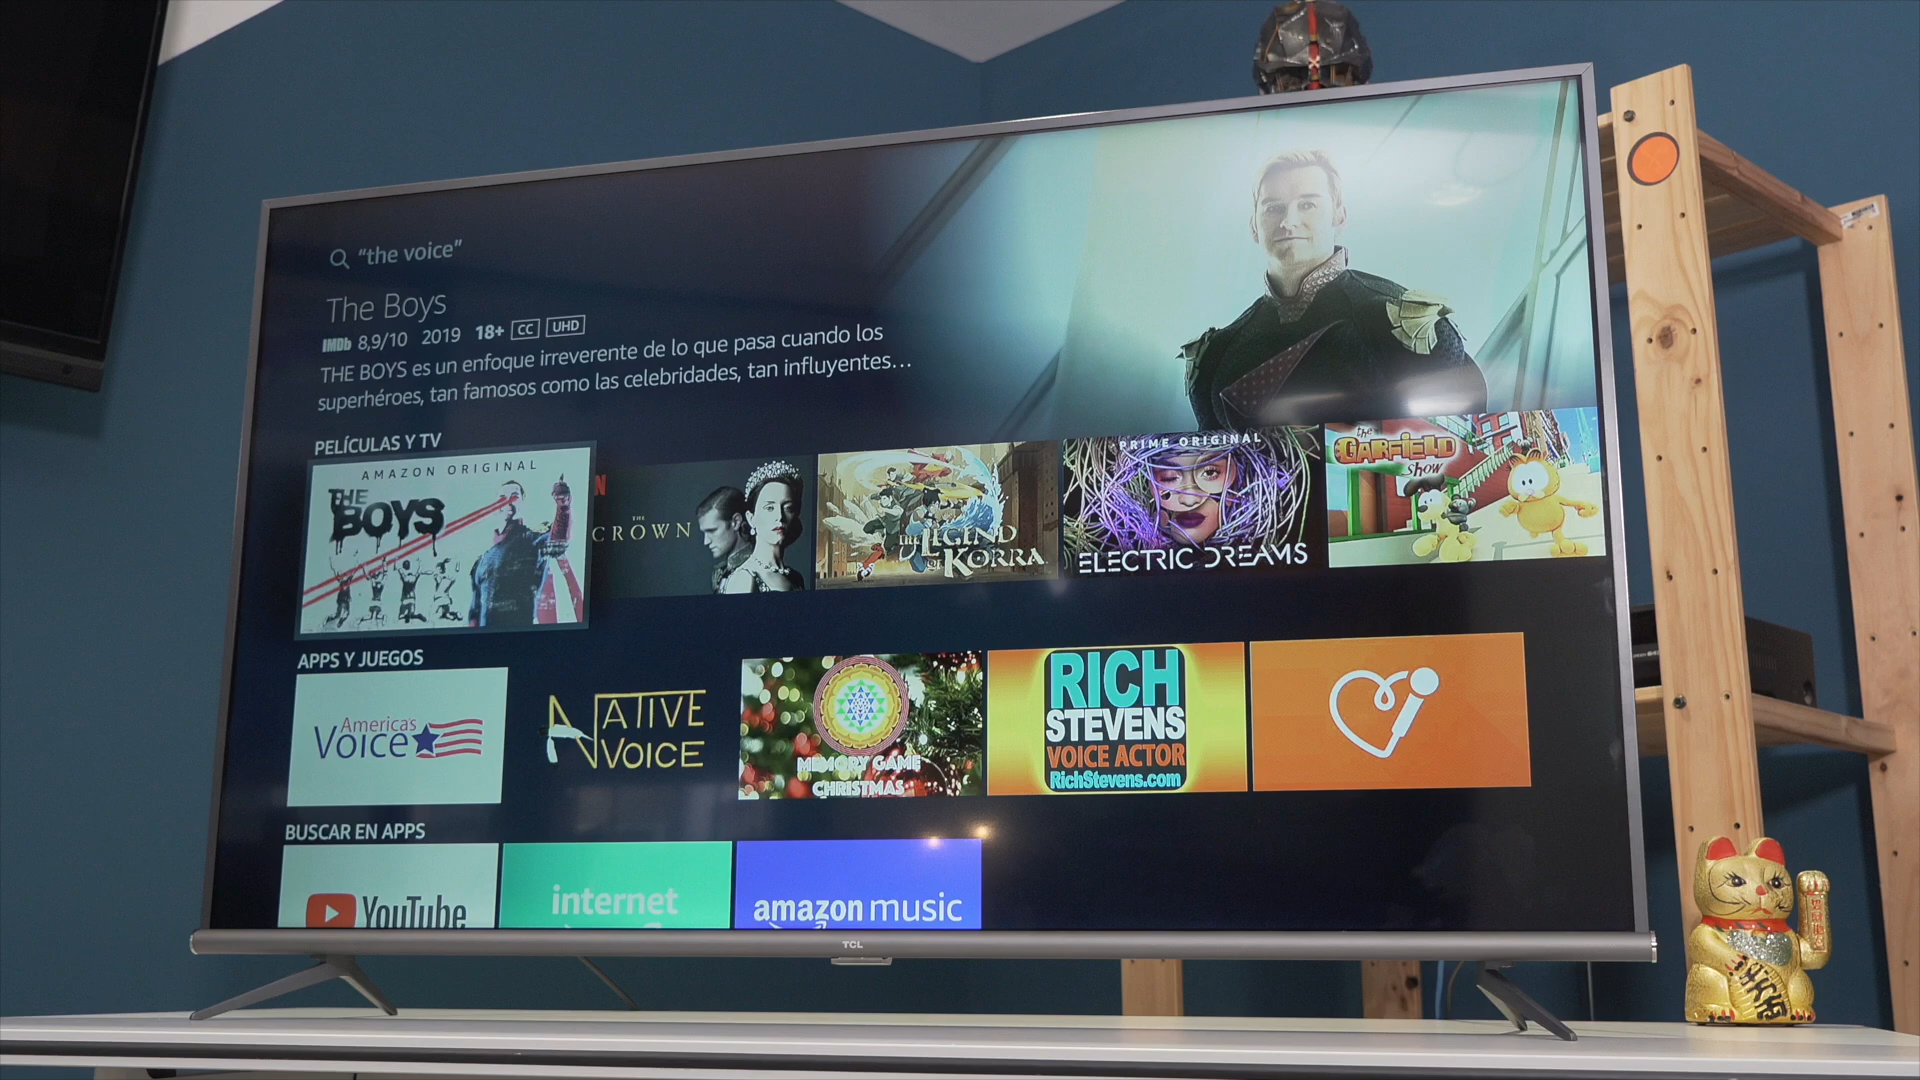 "the voice"
The Boys
IMDb 8,9/10 2019 18+ CC UHD
THE BOYS es un enfoque irreverente de lo que pasa cuando los
superhéroes, tan famosos como las celebridades, tan influyentes...
PELÍCULAS Y TV
AMAZON ORIGINAL
THE
BOYS
N
THE
CROWN
THE LEGEND
OF KORRA
PRIME ORIGINAL
ELECTRIC DREAMS
the
GARFIELD
show
APPS Y JUEGOS
America's
Voice
NATIVE
VOICE
MEMORY GAME
CHRISTMAS
RICH
STEVENS
VOICE ACTOR
RichStevens.com
BUSCAR EN APPS
YouTube
internet
amazon music
TCL